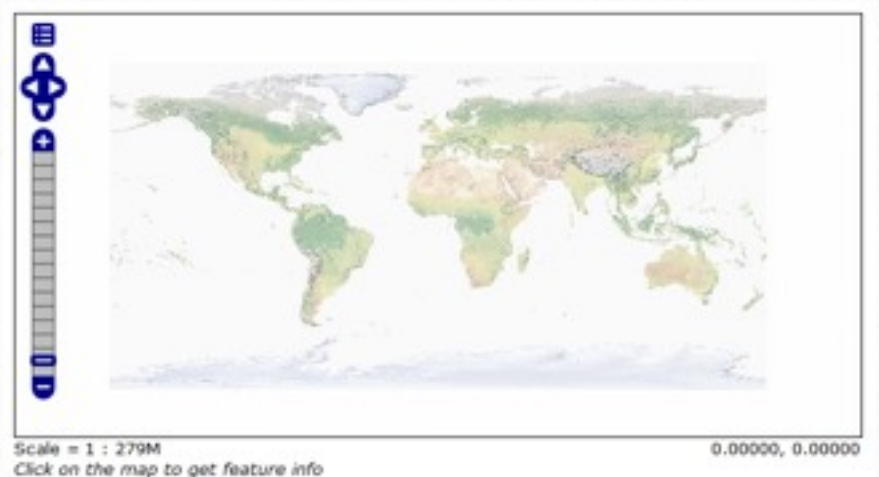 Scale = 1 : 279M
0.00000, 0.00000
Click on the map to get feature info